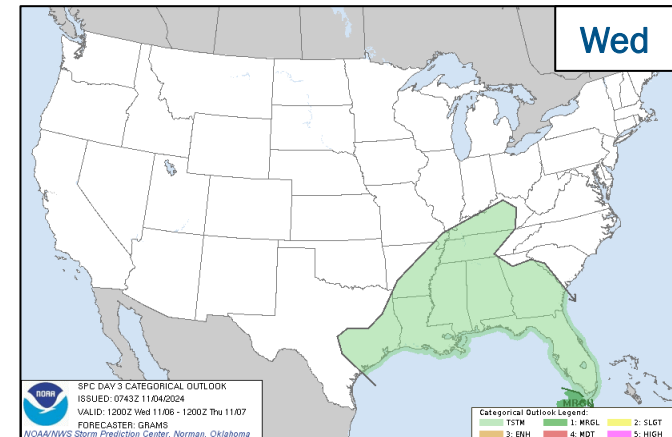 Wed
NOAA
SPC DAY 3 CATEGORICAL OUTLOOK
ISSUED: 0743Z 11/04/2024
VALID: 1200Z Wed 11/06 - 1200Z Thu 11/07
FORECASTER: GRAMS
NOAA/NWS Storm Prediction Center, Norman, Oklahoma
MRGL
Categorical Outlook Legend:
TSTM 1: MRGL 2: SLGT
3: ENH 4: MDT 5: HIGH